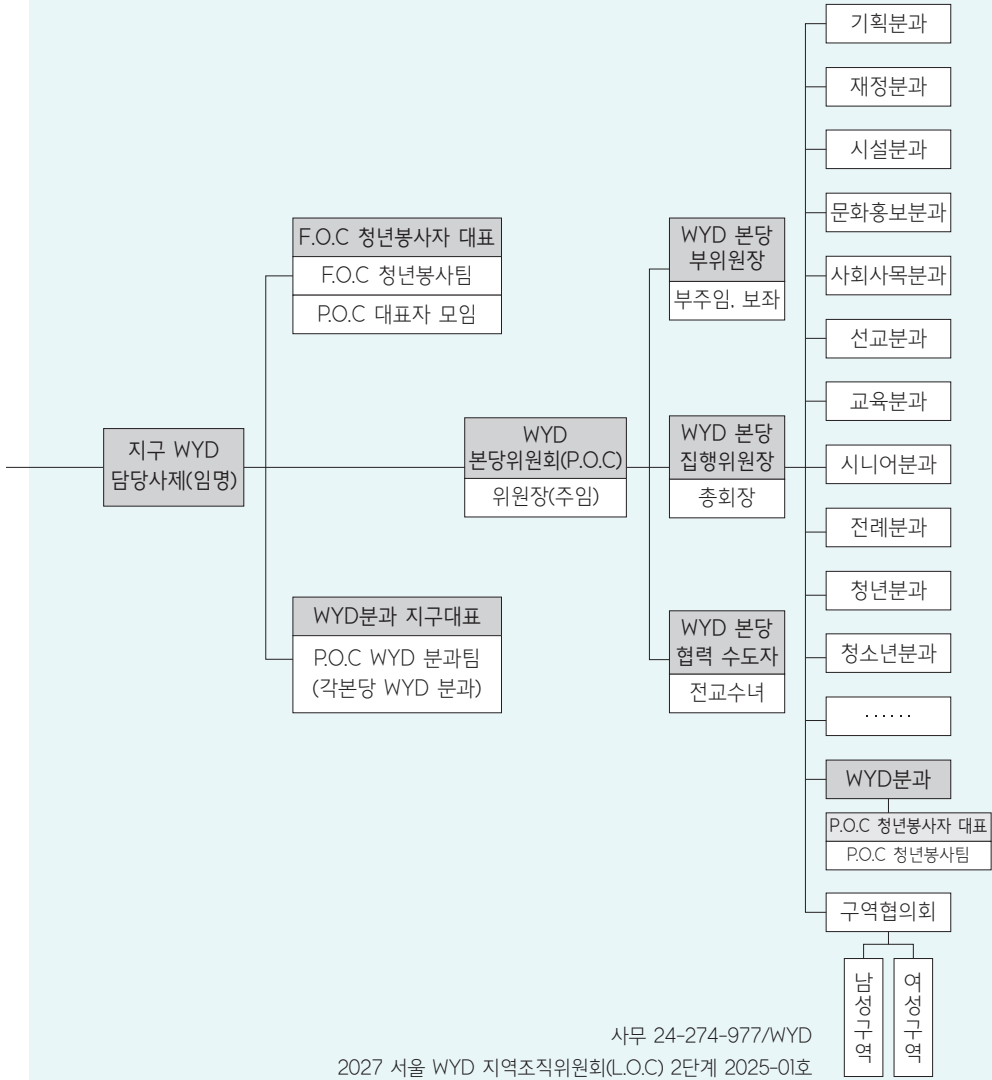 기획분과
재정분과
시설분과
문화홍보분과
사회사목분과
선교분과
교육분과
시니어분과
전례분과
청년분과
청소년분과
······
WYD분과
P.O.C 청년봉사자 대표
P.O.C 청년봉사팀
구역협의회
남성구역
여성구역
F.O.C 청년봉사자 대표
F.O.C 청년봉사팀
P.O.C 대표자 모임
지구 WYD
담당사제(임명)
WYD분과 지구대표
P.O.C WYD 분과팀
(각본당 WYD 분과)
WYD
본당위원회(P.O.C)
위원장(주임)
WYD 본당
부위원장
부주임, 보좌
WYD 본당
집행위원장
총회장
WYD 본당
협력 수도자
전교수녀
사무 24-274-977/WYD
2027 서울 WYD 지역조직위원회(L.O.C) 2단계 2025-01호